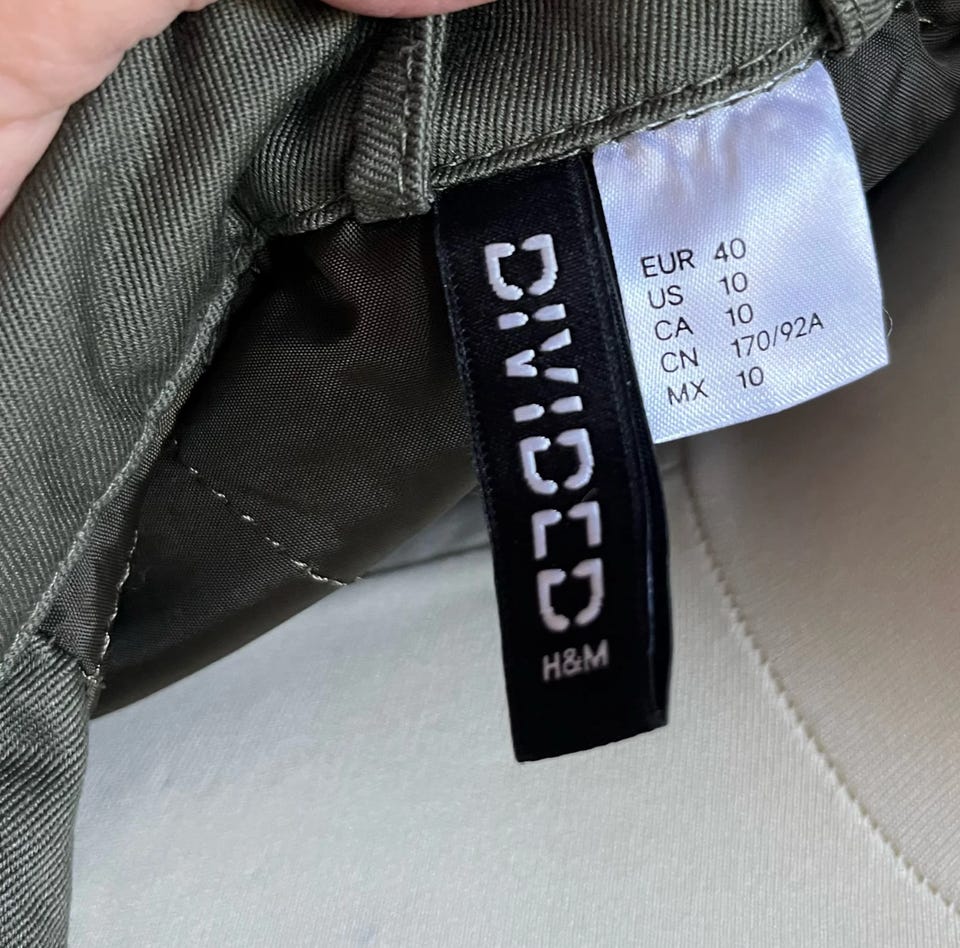 DIVIDED
H&M
EUR 40
US 10
CA 10
CN 170/92A
MX 10